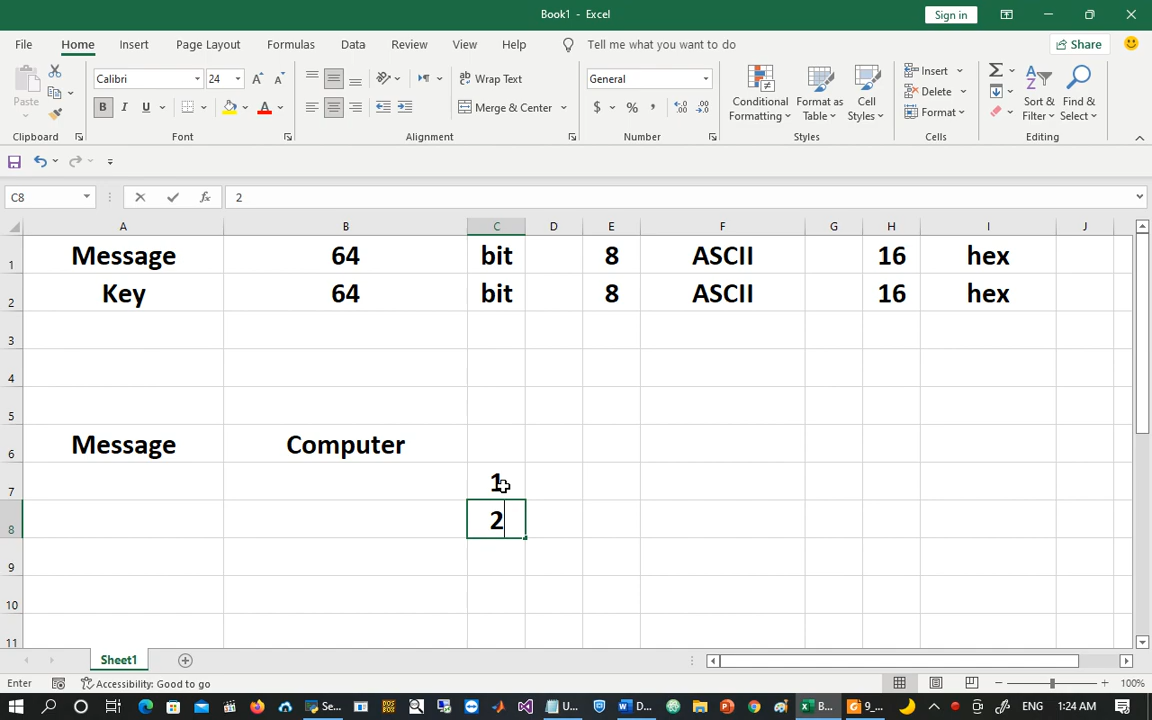 Book1 - Excel
Sign in
File Home Insert Page Layout Formulas Data Review View Help Tell me what you want to do Share
Calibri 24 Wrap Text General Insert
Paste B I U Merge & Center $ % , Conditional Formatting Format as Table Cell Styles Delete Sort & Filter Find & Select
Format
Clipboard Font Alignment Number Styles Cells Editing
C8 fx 2
A B C D E F G H I J
1 Message 64 bit 8 ASCII 16 hex
2 Key 64 bit 8 ASCII 16 hex
3
4
5
6 Message Computer
7 1
8 2
9
10
11
Sheet1
Enter Accessibility: Good to go 100%
Se... U... D... B... 9_... ENG 1:24 AM